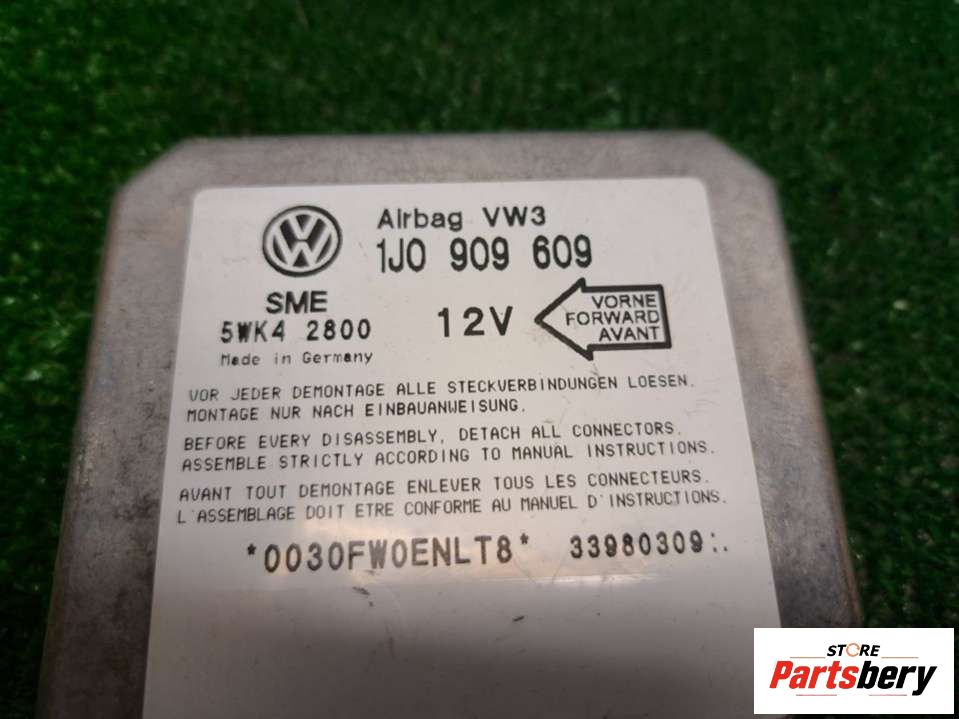 Airbag VW3
1J0 909 609
SME
5WK4 2800
12V
VORNE
FORWARD
AVANT
Made in Germany
VOR JEDER DEMONTAGE ALLE STECKVERBINDUNGEN LOESEN.
MONTAGE NUR NACH EINBAUANWEISUNG.
BEFORE EVERY DISASSEMBLY, DETACH ALL CONNECTORS.
ASSEMBLE STRICTLY ACCORDING TO MANUAL INSTRUCTIONS.
AVANT TOUT DEMONTAGE ENLEVER TOUS LES CONNECTEURS.
L'ASSEMBLAGE DOIT ETRE CONFORME AU MANUEL D'INSTRUCTIONS.
*0030FW0ENLT8* 33980309:.
STORE
Partsbery